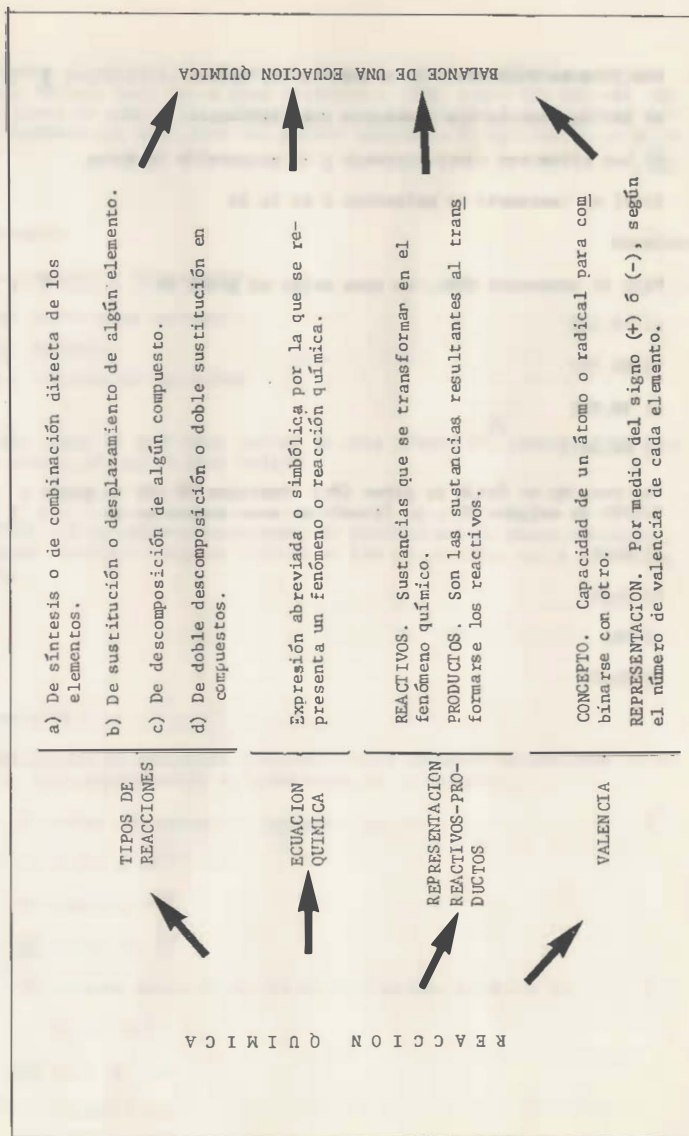 REACCION QUIMICA
TIPOS DE
REACCIONES
a) De síntesis o de combinación directa de los
elementos.
b) De sustitución o desplazamiento de algún elemento.
c) De descomposición de algún compuesto.
d) De doble descomposición o doble sustitución en
compuestos.
ECUACION
QUIMICA
Expresión abreviada o simbólica por la que se re-
presenta un fenómeno o reacción química.
REPRESENTACION
REACTIVOS-PRO-
DUCTOS
REACTIVOS. Sustancias que se transforman en el
fenómeno químico.
PRODUCTOS. Son las sustancias resultantes al trans
formarse los reactivos.
VALENCIA
CONCEPTO. Capacidad de un átomo o radical para com
binarse con otro.
REPRESENTACION. Por medio del signo (+) ó (-), según
el número de valencia de cada elemento.
BALANCE DE UNA ECUACION QUIMICA